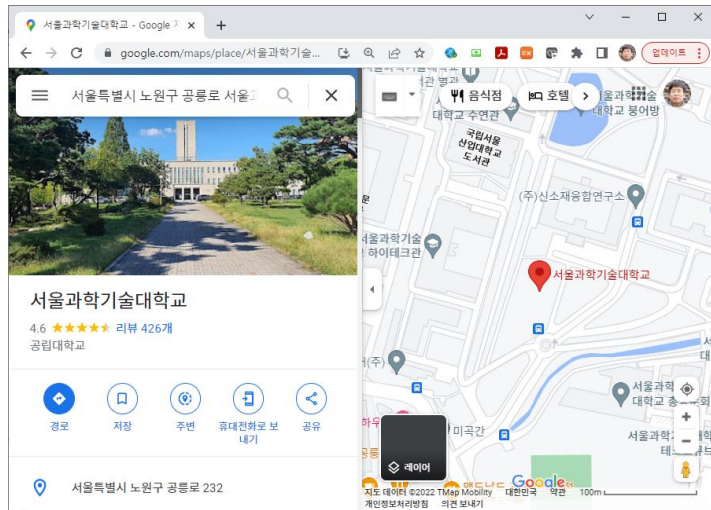 서울과학기술대학교 - Google
google.com/maps/place/서울과학기술...
업데이트
서울특별시 노원구 공릉로 서울
음식점
호텔
서울과학기술대학교
4.6
리뷰 426개
공립대학교
경로
저장
주변
휴대전화로 보
내기
공유
서울특별시 노원구 공릉로 232
대학교 수연관
대학교 붕어방
국립서울
산업대학교
도서관
(주)신소재융합연구소
서울과학기술
하이테크관
서울과학기술대학교
미곡간
레이어
Google
지도 데이터 ©2022 TMap Mobility
대한민국
약관
100m
개인정보처리방침
의견 보내기